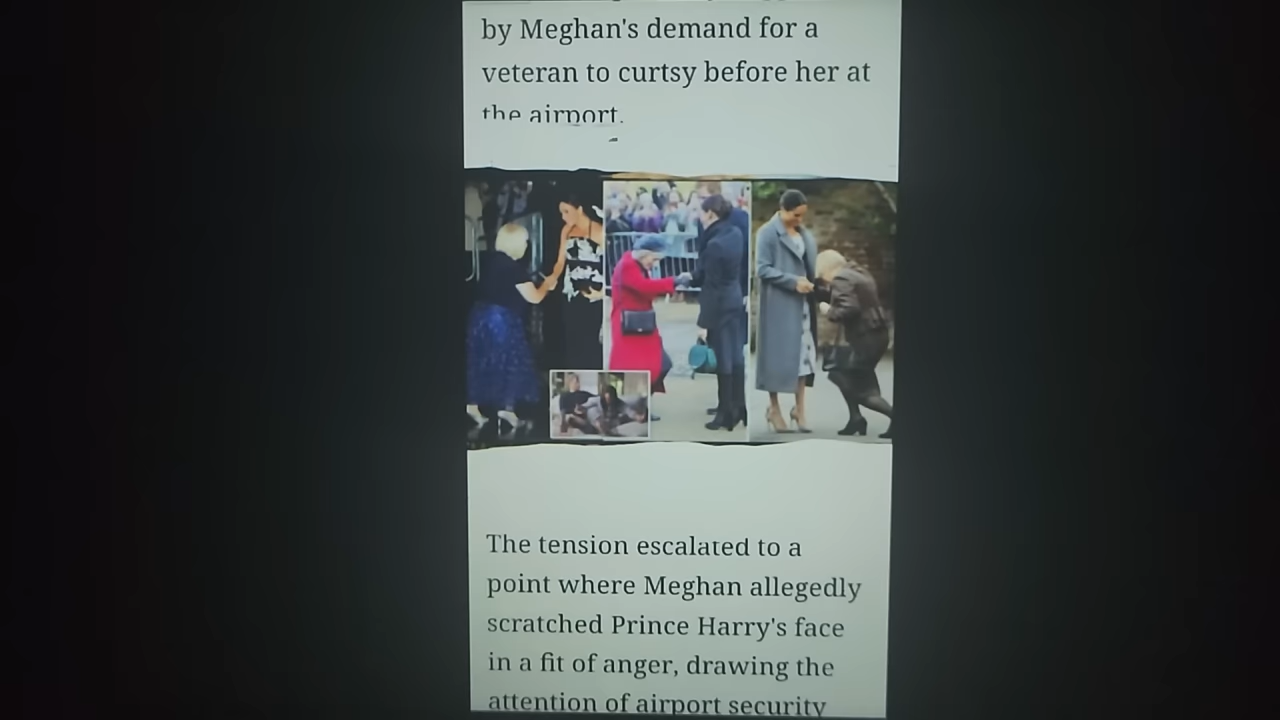 by Meghan's demand for a
veteran to curtsy before her at
the airport.
The tension escalated to a
point where Meghan allegedly
scratched Prince Harry's face
in a fit of anger, drawing the
attention of airport security